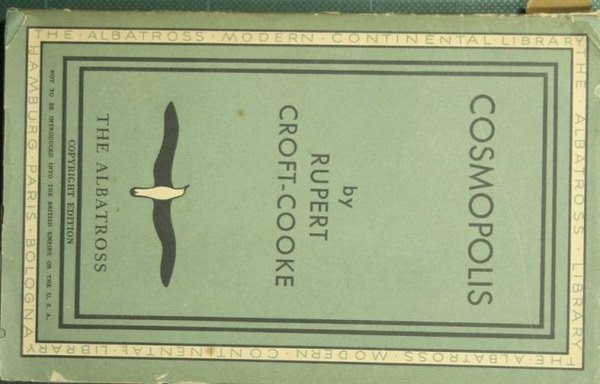 THE · ALBATROSS · MODERN · CONTINENTAL · LIBRARY
COSMOPOLIS
by
RUPERT
CROFT-COOKE
THE ALBATROSS
COPYRIGHT EDITION
NOT TO BE INTRODUCED INTO THE BRITISH EMPIRE OR THE U. S. A.
THE · ALBATROSS · LIBRARY
THE · ALBATROSS · MODERN · CONTINENTAL · LIBRARY
HAMBURG · PARIS · BOLOGNA